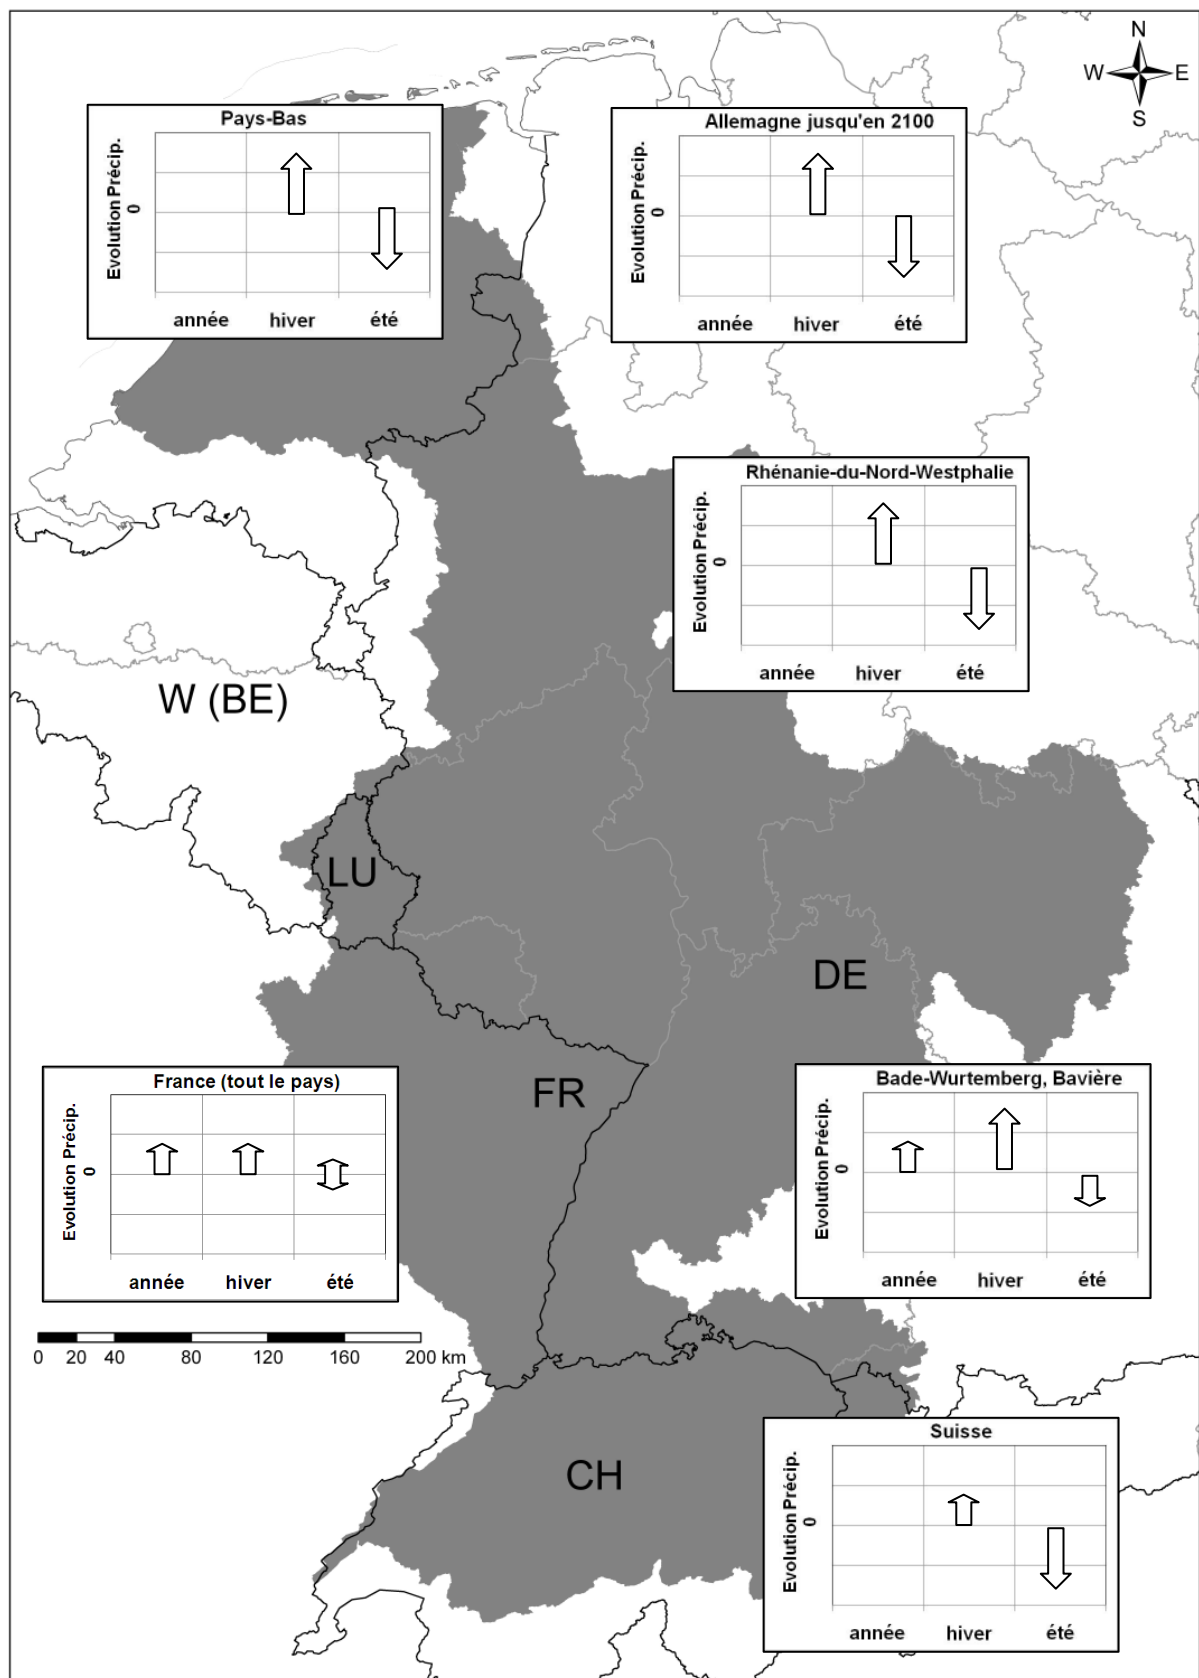 N
W E
S
Pays-Bas
Evolution Précip.
0
année hiver été
Allemagne jusqu'en 2100
Evolution Précip.
0
année hiver été
Rhénanie-du-Nord-Westphalie
Evolution Précip.
0
année hiver été
W (BE)
LU
DE
FR
France (tout le pays)
Evolution Précip.
0
année hiver été
Bade-Wurtemberg, Bavière
Evolution Précip.
0
année hiver été
0 20 40 80 120 160 200 km
CH
Suisse
Evolution Précip.
0
année hiver été